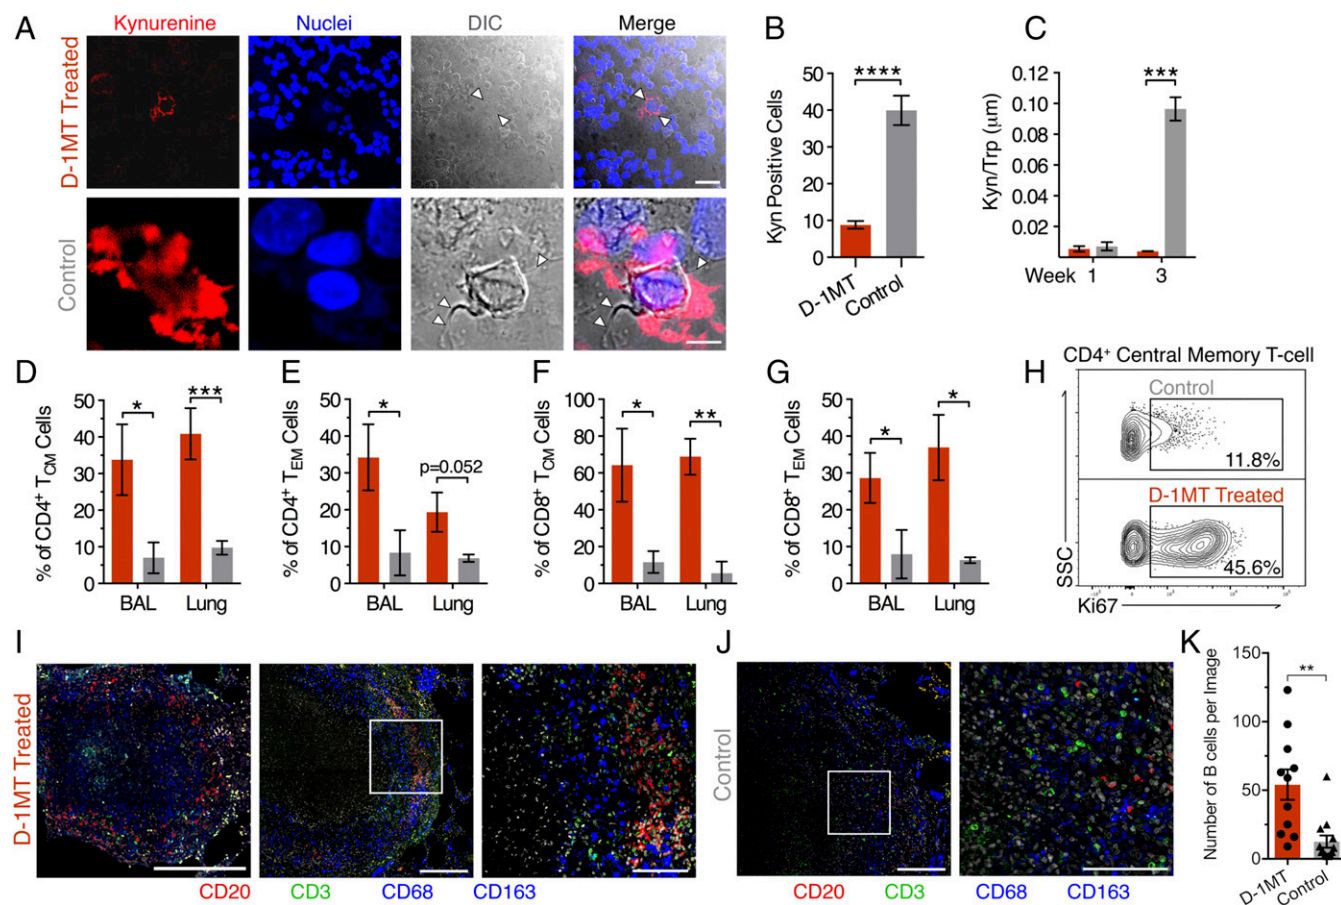 A
Kynurenine
Nuclei
DIC
Merge
D-1MT Treated
Control
B
Kyn Positive Cells
50
40
30
20
10
0
****
D-1MT
Control
C
Kyn/Trp (μm)
0.12
0.10
0.08
0.06
0.04
0.02
***
Week 1 3
D
% of CD4+ TCM Cells
50
40
30
20
10
0
*
***
BAL Lung
E
% of CD4+ TEM Cells
50
40
30
20
10
0
*
p=0.052
BAL Lung
F
% of CD8+ TCM Cells
100
80
60
40
20
0
*
**
BAL Lung
G
% of CD8+ TEM Cells
50
40
30
20
10
0
*
*
BAL Lung
H
CD4+ Central Memory T-cell
Control
11.8%
D-1MT Treated
45.6%
SSC
Ki67
I
D-1MT Treated
CD20 CD3 CD68 CD163
J
Control
CD20 CD3 CD68 CD163
K
Number of B cells per Image
150
100
50
0
**
D-1MT
Control